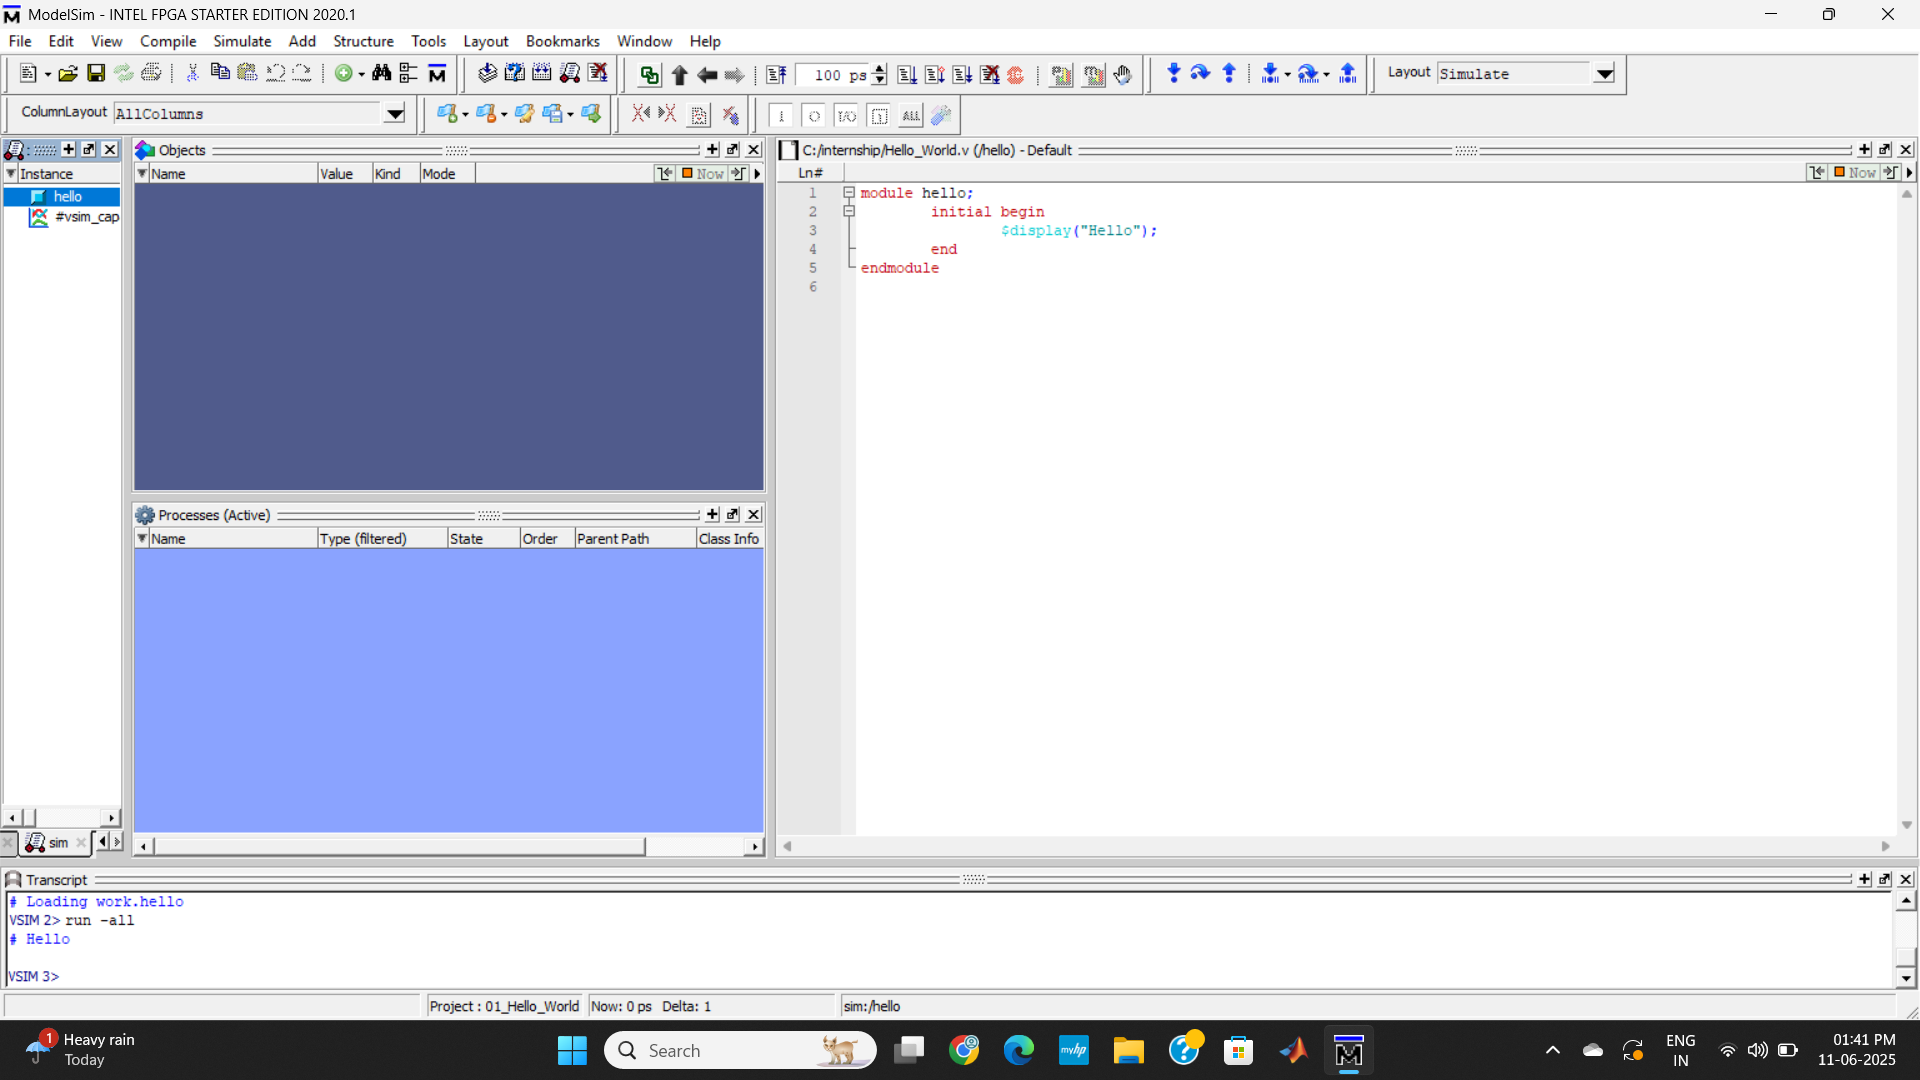 ModelSim - INTEL FPGA STARTER EDITION 2020.1
File Edit View Compile Simulate Add Structure Tools Layout Bookmarks Window Help
100 ps
Layout Simulate
ColumnLayout AllColumns
I O I/O ALL
Instance
hello
#vsim_cap
sim
Objects
Name Value Kind Mode Now
Processes (Active)
Name Type (filtered) State Order Parent Path Class Info
C:/internship/Hello_World.v (/hello) - Default
Ln# Now
1 module hello;
2 initial begin
3 $display("Hello");
4 end
5 endmodule
6
Transcript
# Loading work.hello
VSIM 2> run -all
# Hello
VSIM 3>
Project : 01_Hello_World Now: 0 ps Delta: 1 sim:/hello
1
Heavy rain
Today
Search
myhp
ENG
IN
01:41 PM
11-06-2025